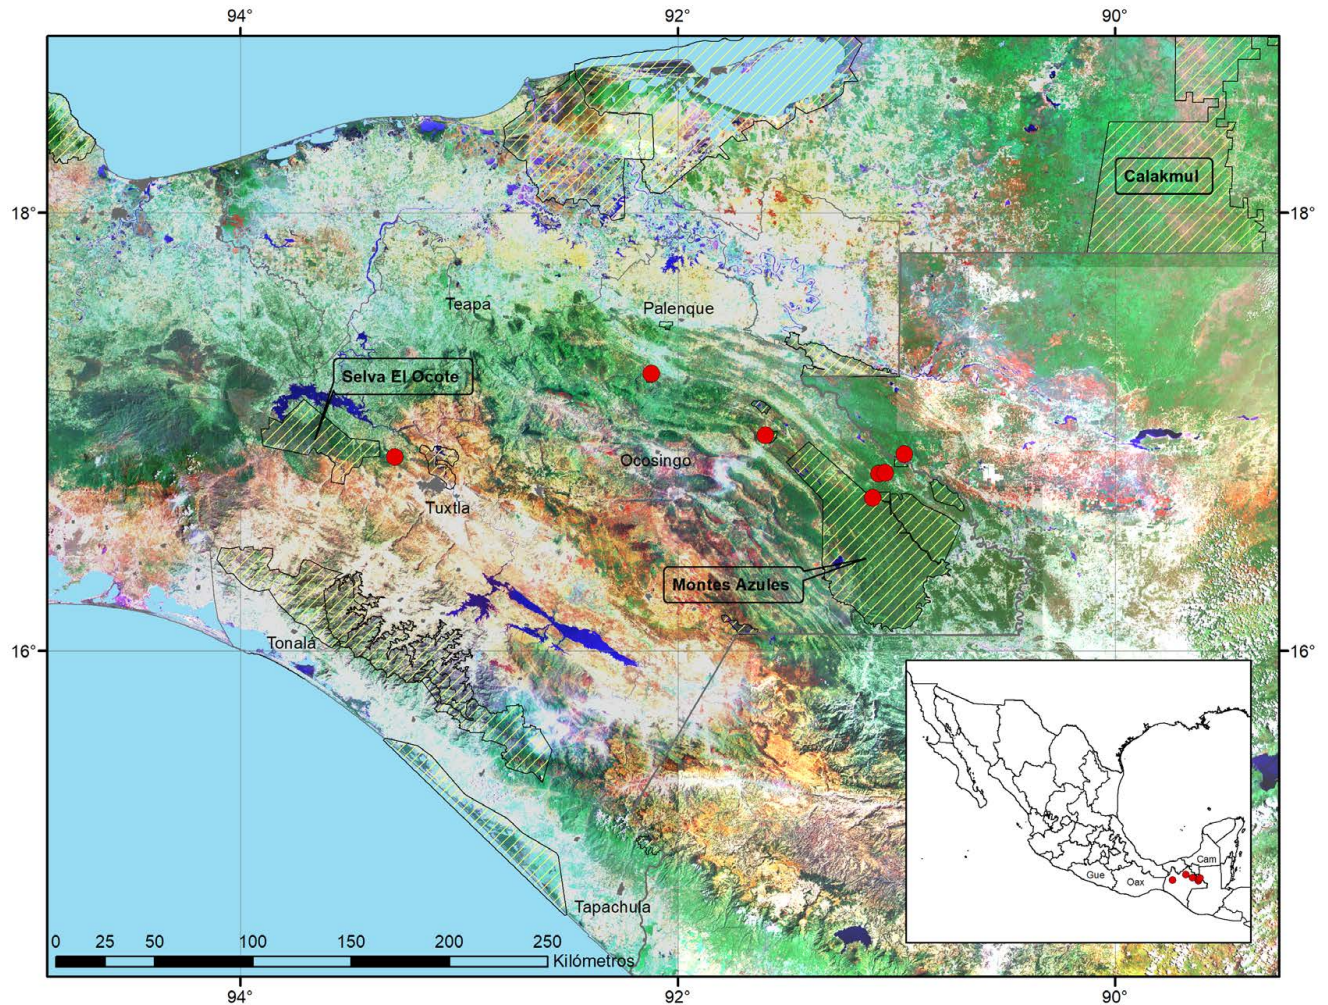 94°
92°
90°
Calakmul
18°
18°
Teapa
Palenque
Selva El Ocote
Ocosingo
Tuxtla
Montes Azules
Tonalá
16°
16°
Cam
Gue
Oax
Tapachula
0 25 50 100 150 200 250
Kilómetros
94°
92°
90°